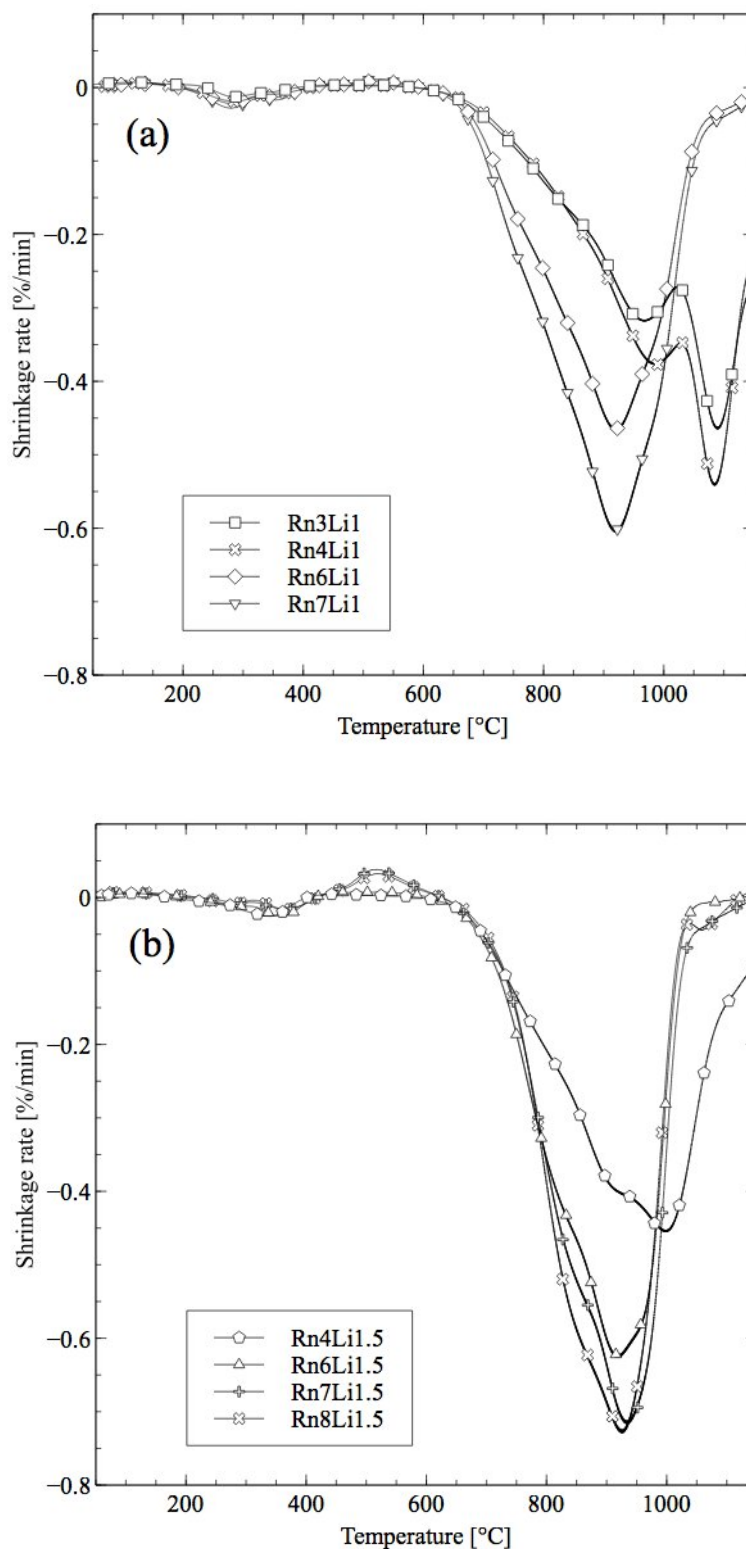 0
(a)
−0.2
Shrinkage rate [%/min]
−0.4
Rn3Li1
Rn4Li1
−0.6
Rn6Li1
Rn7Li1
−0.8
200 400 600 800 1000
Temperature [°C]
0
(b)
−0.2
Shrinkage rate [%/min]
−0.4
Rn4Li1.5
−0.6
Rn6Li1.5
Rn7Li1.5
Rn8Li1.5
−0.8
200 400 600 800 1000
Temperature [°C]